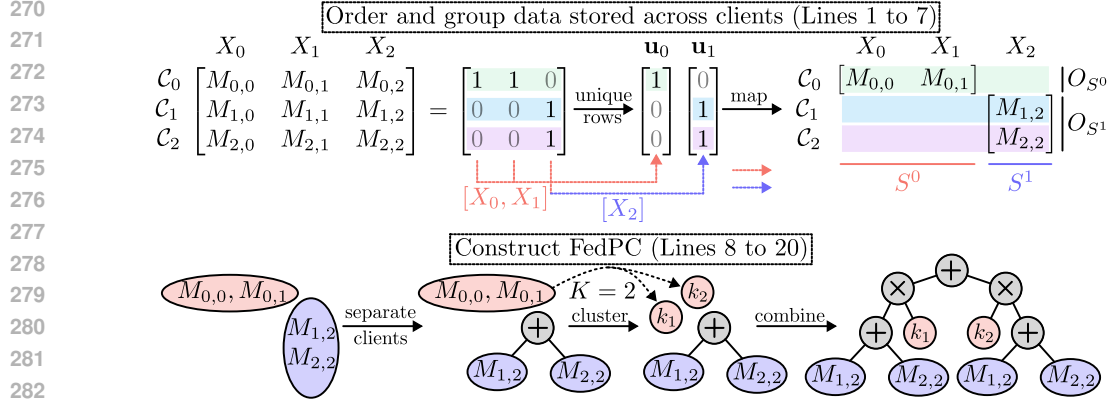 270
Order and group data stored across clients (Lines 1 to 7)
271
X₀ X₁ X₂ u₀ u₁ X₀ X₁ X₂
272
C₀ M₀,₀ M₀,₁ M₀,₂ 1 1 0 1 0 C₀ [M₀,₀ M₀,₁] O_{S⁰}
273
C₁ M₁,₀ M₁,₁ M₁,₂ = 0 0 1 unique rows 0 1 map C₁ M₁,₂ O_{S¹}
274
C₂ M₂,₀ M₂,₁ M₂,₂ 0 0 1 0 1 C₂ M₂,₂
275
S⁰ S¹
276
[X₀, X₁] [X₂]
277
Construct FedPC (Lines 8 to 20)
278
+
279
M₀,₀, M₀,₁ M₀,₀, M₀,₁ K = 2 k₂ × ×
280
M₁,₂ separate clients + cluster k₁ + combine + k₁ k₂ +
281
M₂,₂ M₁,₂ M₂,₂ M₁,₂ M₂,₂ M₁,₂ M₂,₂ M₁,₂ M₂,₂
282